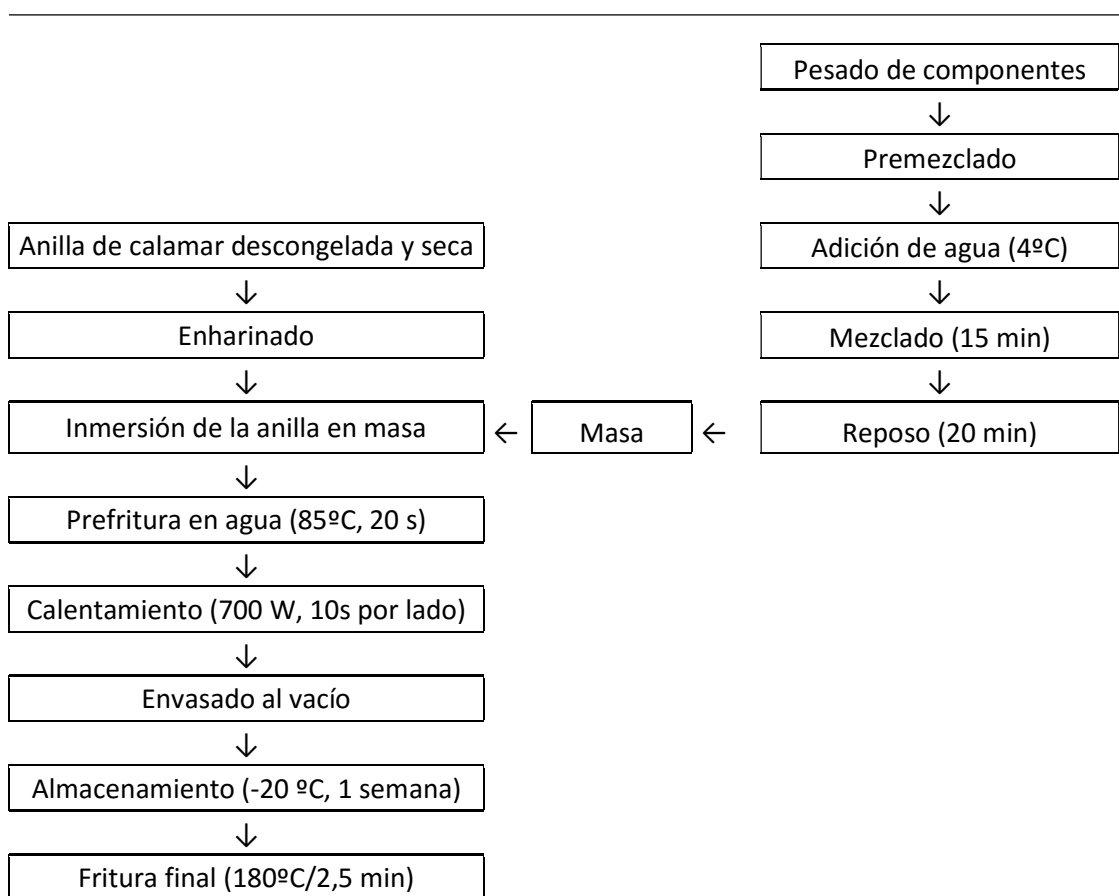 Pesado de componentes
↓
Premezclado
↓
Anilla de calamar descongelada y seca
Adición de agua (4ºC)
↓
↓
Enharinado
Mezclado (15 min)
↓
↓
Inmersión de la anilla en masa
←
Masa
←
Reposo (20 min)
↓
Prefritura en agua (85ºC, 20 s)
↓
Calentamiento (700 W, 10s por lado)
↓
Envasado al vacío
↓
Almacenamiento (-20 ºC, 1 semana)
↓
Fritura final (180ºC/2,5 min)